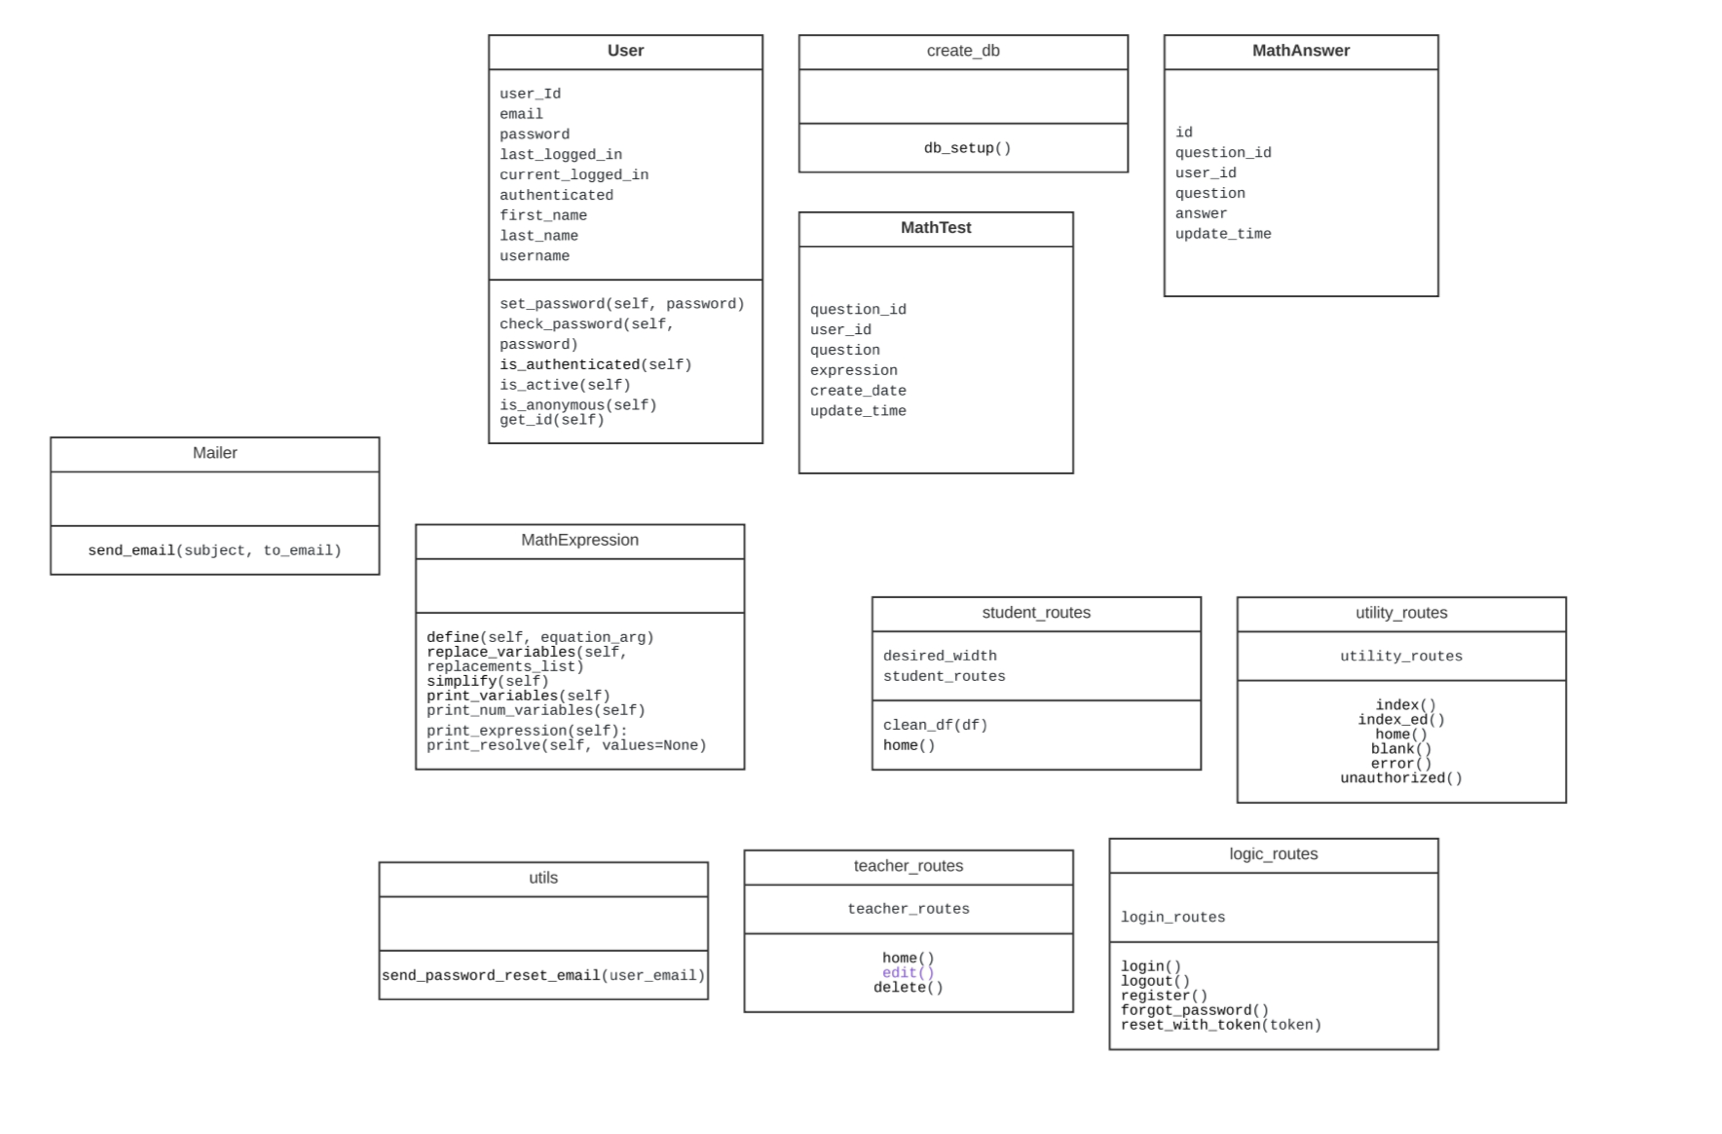 User
user_Id
email
password
last_logged_in
current_logged_in
authenticated
first_name
last_name
username
set_password(self, password)
check_password(self,
password)
is_authenticated(self)
is_active(self)
is_anonymous(self)
get_id(self)
create_db
db_setup()
MathAnswer
id
question_id
user_id
question
answer
update_time
MathTest
question_id
user_id
question
expression
create_date
update_time
Mailer
send_email(subject, to_email)
MathExpression
define(self, equation_arg)
replace_variables(self,
replacements_list)
simplify(self)
print_variables(self)
print_num_variables(self)
print_expression(self):
print_resolve(self, values=None)
student_routes
desired_width
student_routes
clean_df(df)
home()
utility_routes
utility_routes
index()
index_ed()
home()
blank()
error()
unauthorized()
utils
send_password_reset_email(user_email)
teacher_routes
teacher_routes
home()
edit()
delete()
logic_routes
login_routes
login()
logout()
register()
forgot_password()
reset_with_token(token)